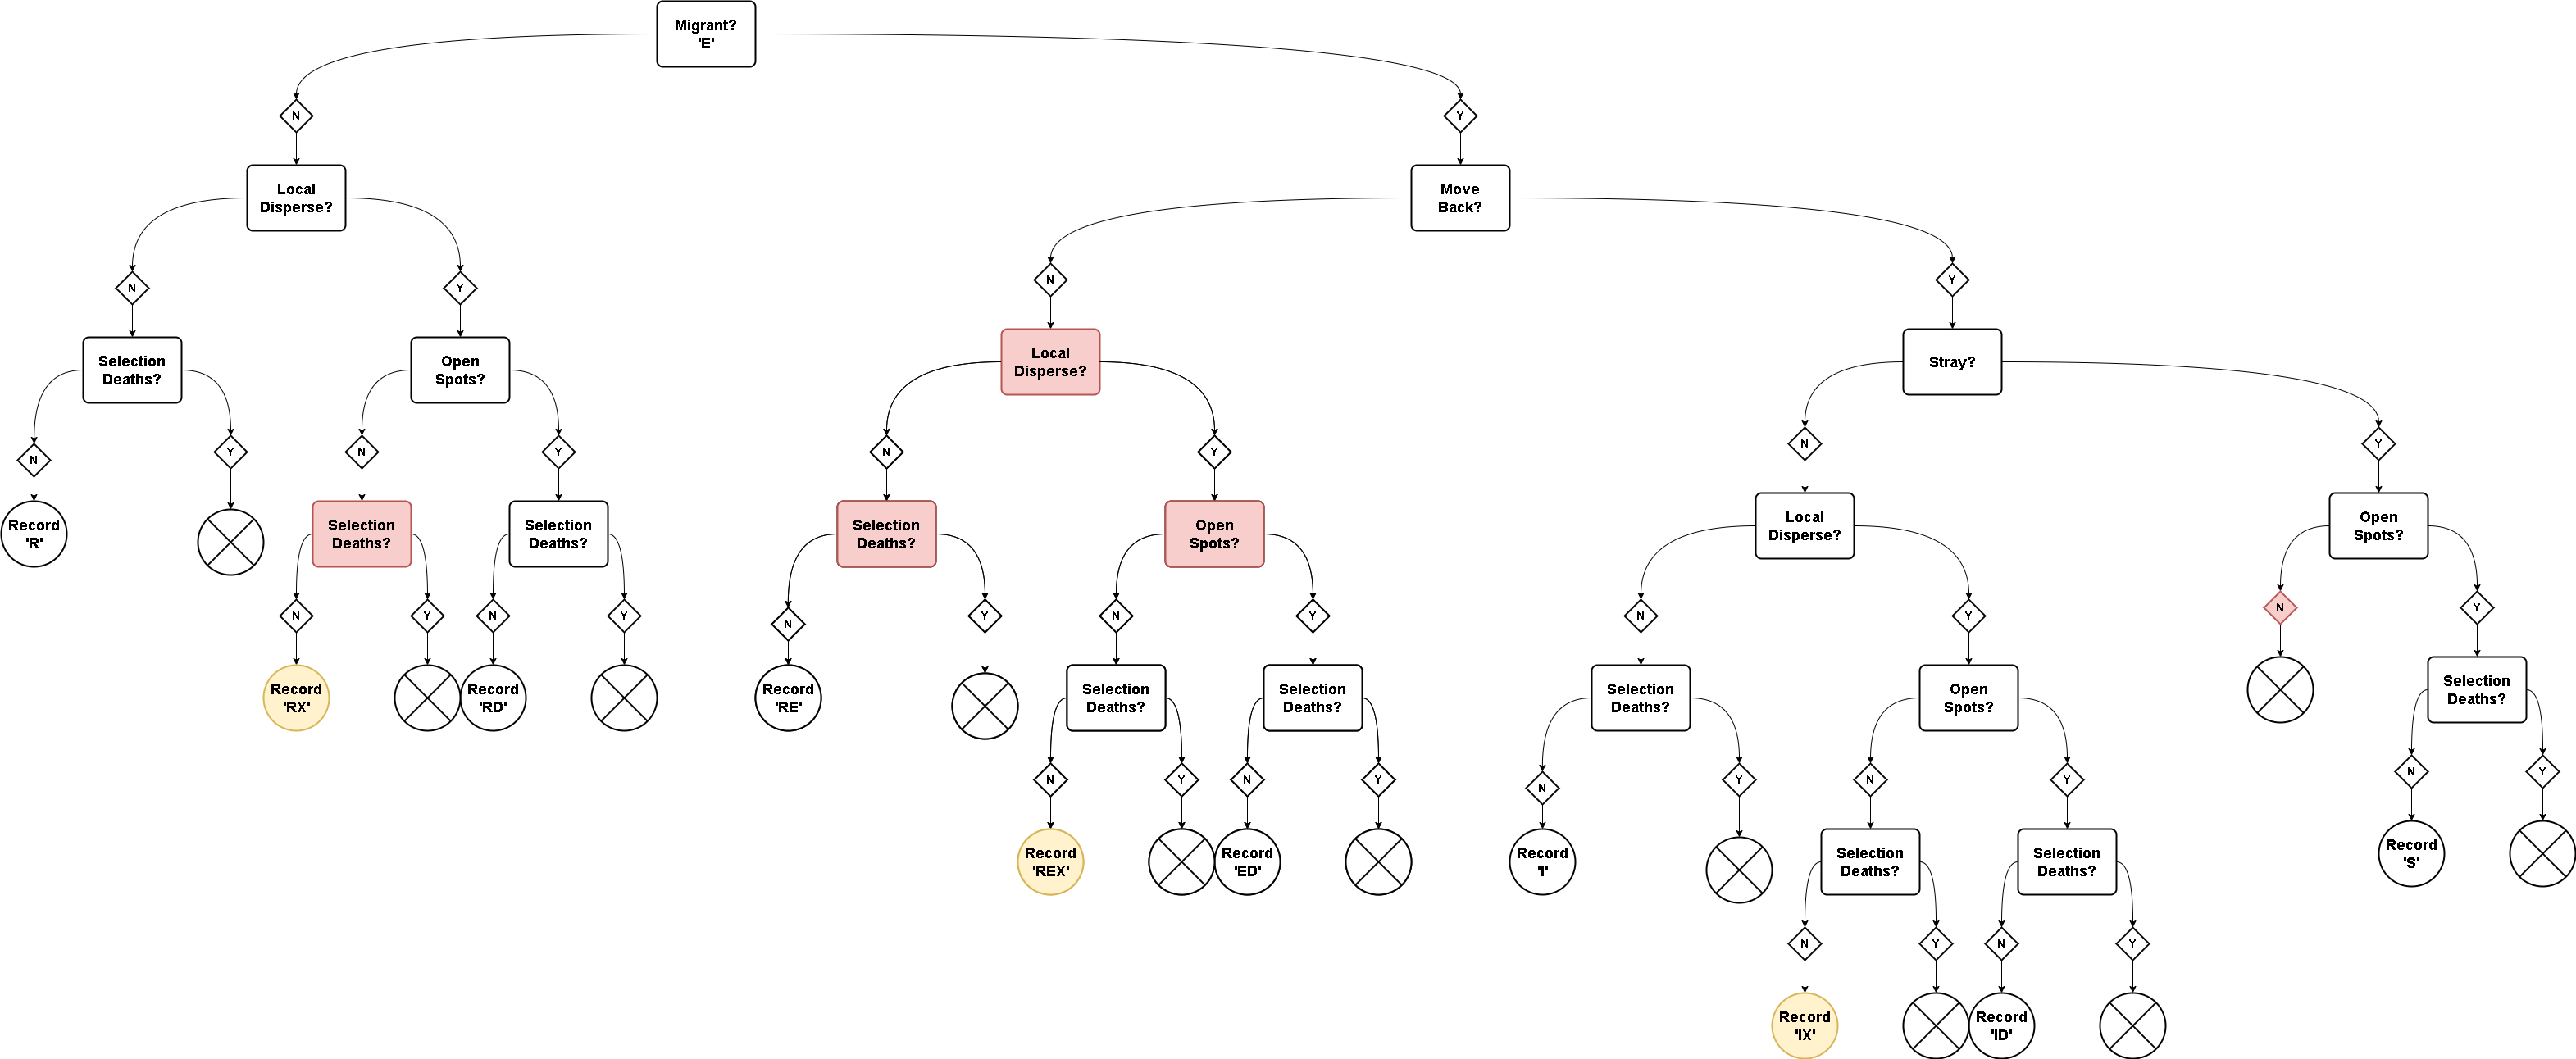 Migrant?
'E'
N
Y
Local
Disperse?
Move
Back?
N
Y
N
Y
Selection
Deaths?
Open
Spots?
Local
Disperse?
Stray?
N
Y
N
Y
N
Y
N
Y
Record
'R'
Selection
Deaths?
Selection
Deaths?
Selection
Deaths?
Open
Spots?
Local
Disperse?
Open
Spots?
N
Y
N
Y
N
Y
N
Y
N
Y
N
Y
Record
'RX'
Record
'RD'
Record
'RE'
Selection
Deaths?
Selection
Deaths?
Selection
Deaths?
Open
Spots?
Selection
Deaths?
N
Y
N
Y
N
Y
N
Y
N
Y
Record
'REX'
Record
'ED'
Record
'I'
Selection
Deaths?
Selection
Deaths?
Record
'S'
N
Y
N
Y
Record
'IX'
Record
'ID'